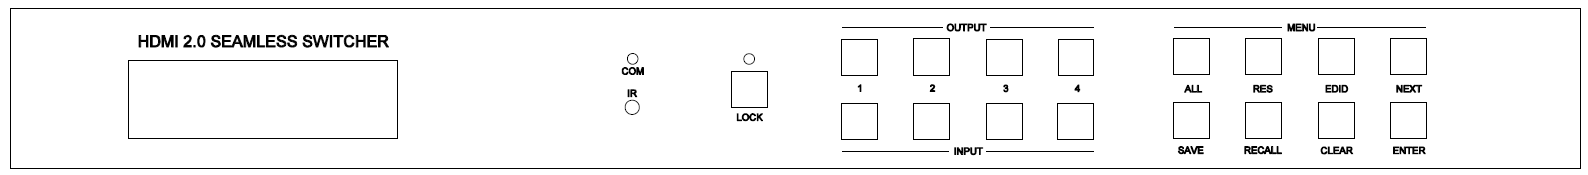 HDMI 2.0 SEAMLESS SWITCHER
COM
IR
LOCK
OUTPUT
1 2 3 4
INPUT
MENU
ALL RES EDID NEXT
SAVE RECALL CLEAR ENTER